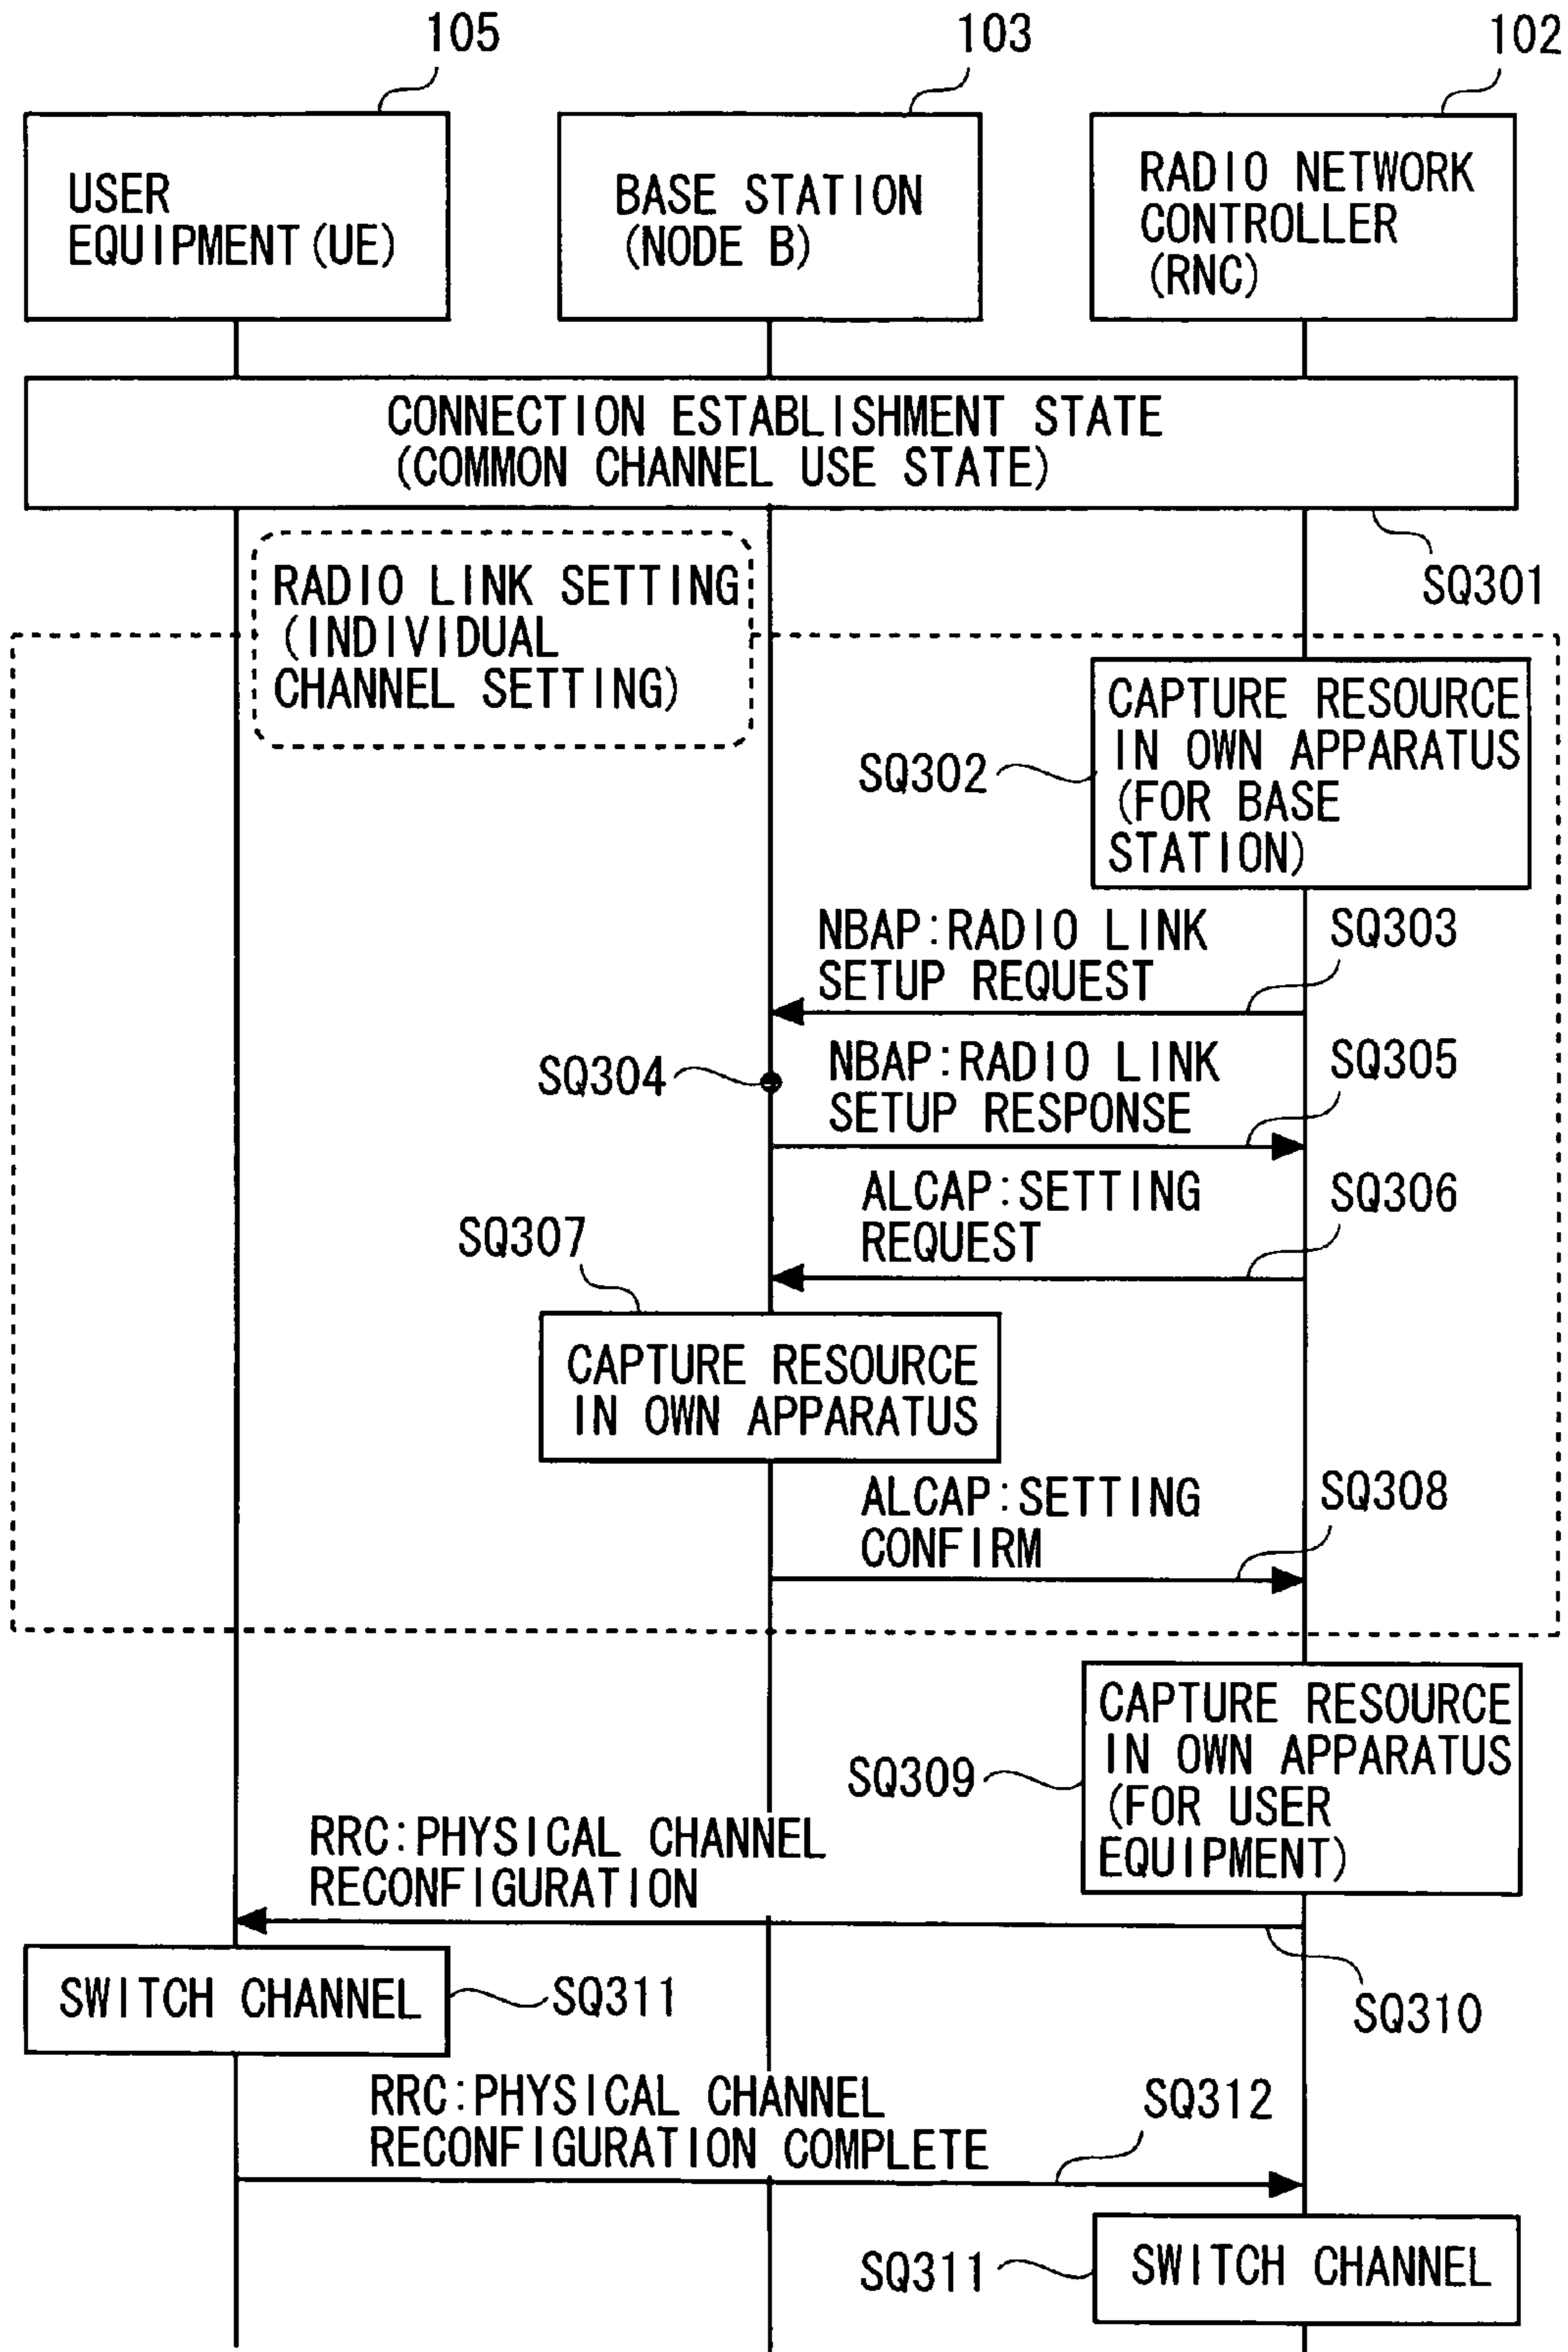 105
103
102
USER
EQUIPMENT(UE)
BASE STATION
(NODE B)
RADIO NETWORK
CONTROLLER
(RNC)
CONNECTION ESTABLISHMENT STATE
(COMMON CHANNEL USE STATE)
SQ301
RADIO LINK SETTING
(INDIVIDUAL
CHANNEL SETTING)
CAPTURE RESOURCE
IN OWN APPARATUS
(FOR BASE
STATION)
SQ302
NBAP:RADIO LINK
SETUP REQUEST
SQ303
SQ304
NBAP:RADIO LINK
SETUP RESPONSE
SQ305
ALCAP:SETTING
REQUEST
SQ306
SQ307
CAPTURE RESOURCE
IN OWN APPARATUS
ALCAP:SETTING
CONFIRM
SQ308
CAPTURE RESOURCE
IN OWN APPARATUS
(FOR USER
EQUIPMENT)
SQ309
RRC:PHYSICAL CHANNEL
RECONFIGURATION
SQ310
SWITCH CHANNEL
SQ311
RRC:PHYSICAL CHANNEL
RECONFIGURATION COMPLETE
SQ312
SQ311
SWITCH CHANNEL